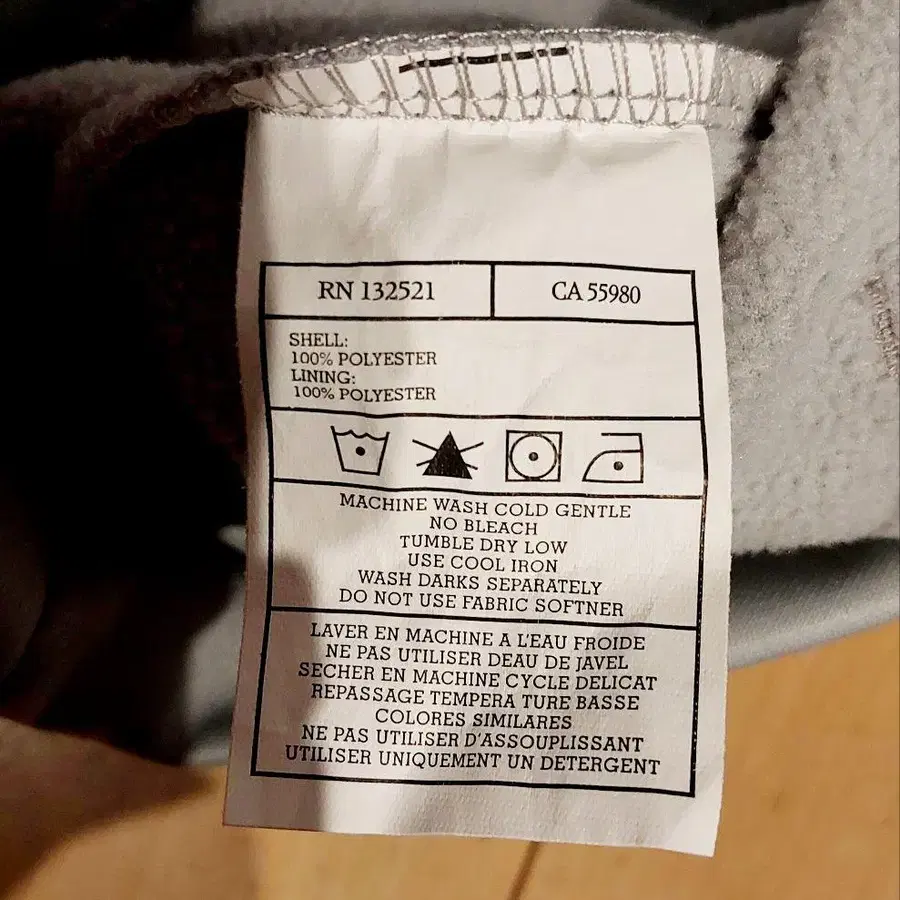 RN 132521
CA 55980
SHELL:
100% POLYESTER
LINING:
100% POLYESTER
MACHINE WASH COLD GENTLE
NO BLEACH
TUMBLE DRY LOW
USE COOL IRON
WASH DARKS SEPARATELY
DO NOT USE FABRIC SOFTNER
LAVER EN MACHINE A L'EAU FROIDE
NE PAS UTILISER DEAU DE JAVEL
SECHER EN MACHINE CYCLE DELICAT
REPASSAGE TEMPERA TURE BASSE
COLORES SIMILARES
NE PAS UTILISER D'ASSOUPLISSANT
UTILISER UNIQUEMENT UN DETERGENT